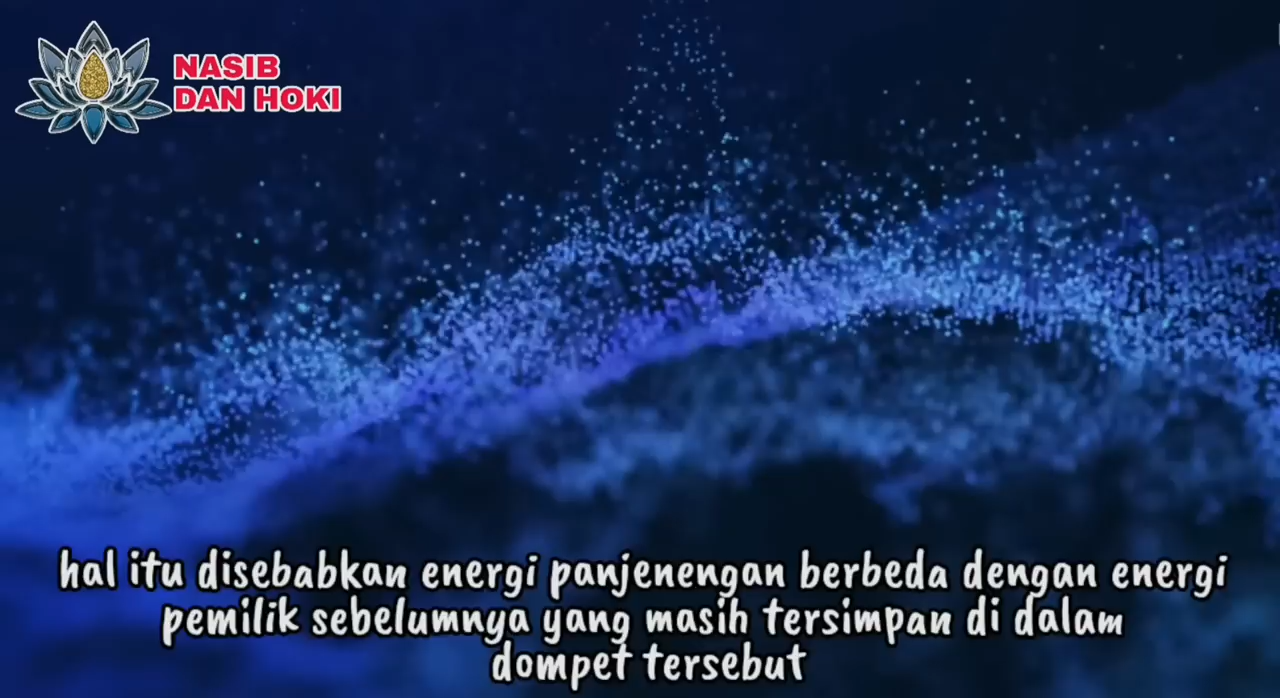 NASIB
DAN HOKI
hal itu disebabkan energi panjenengan berbeda dengan energi
pemilik sebelumnya yang masih tersimpan di dalam
dompet tersebut